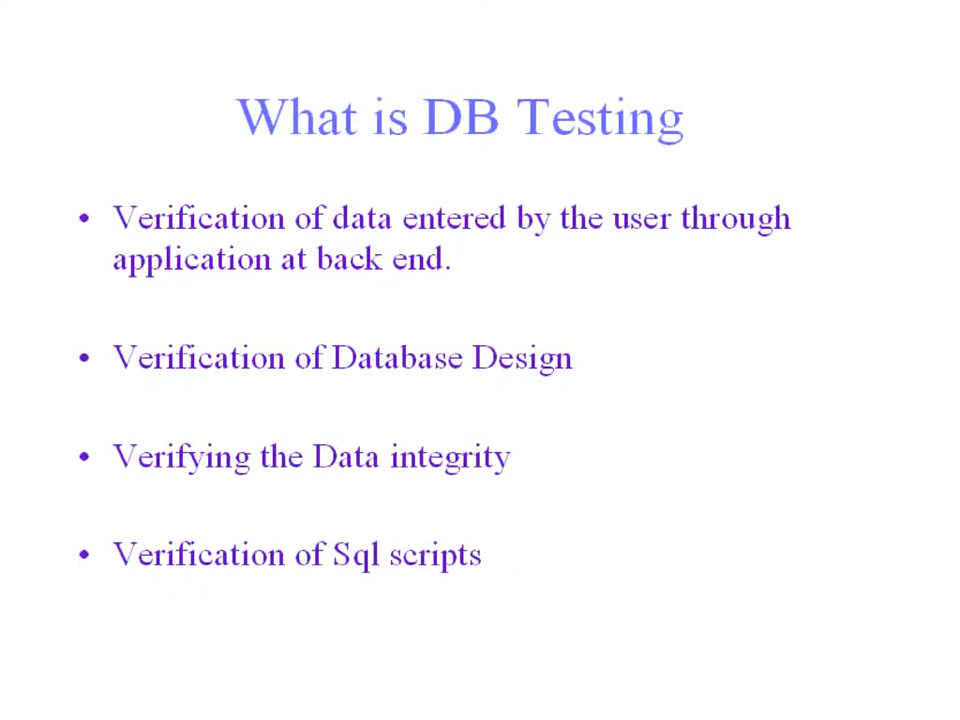 What is DB Testing
• Verification of data entered by the user through
application at back end.
• Verification of Database Design
• Verifying the Data integrity
• Verification of Sql scripts